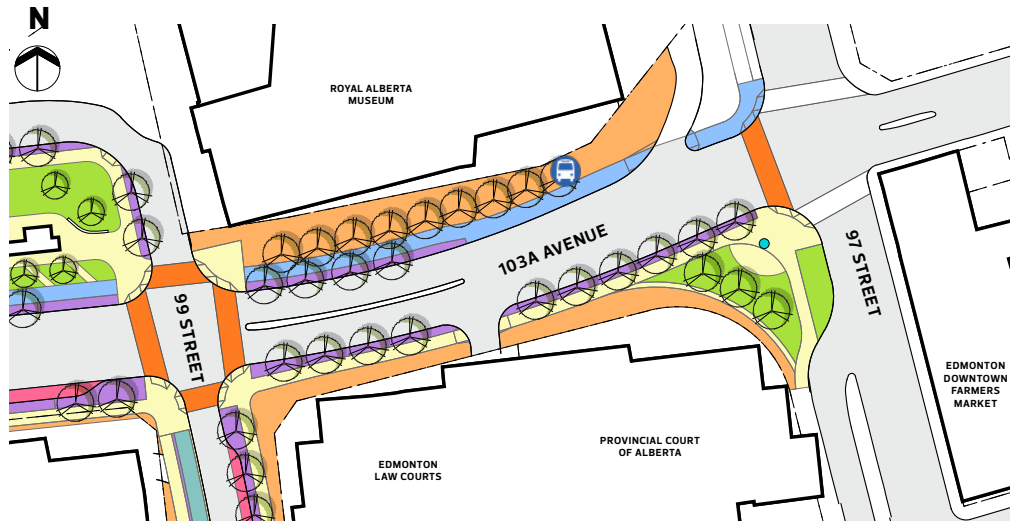 N
ROYAL ALBERTA
MUSEUM
103A AVENUE
97 STREET
99 STREET
EDMONTON
DOWNTOWN
FARMERS
MARKET
PROVINCIAL COURT
OF ALBERTA
EDMONTON
LAW COURTS